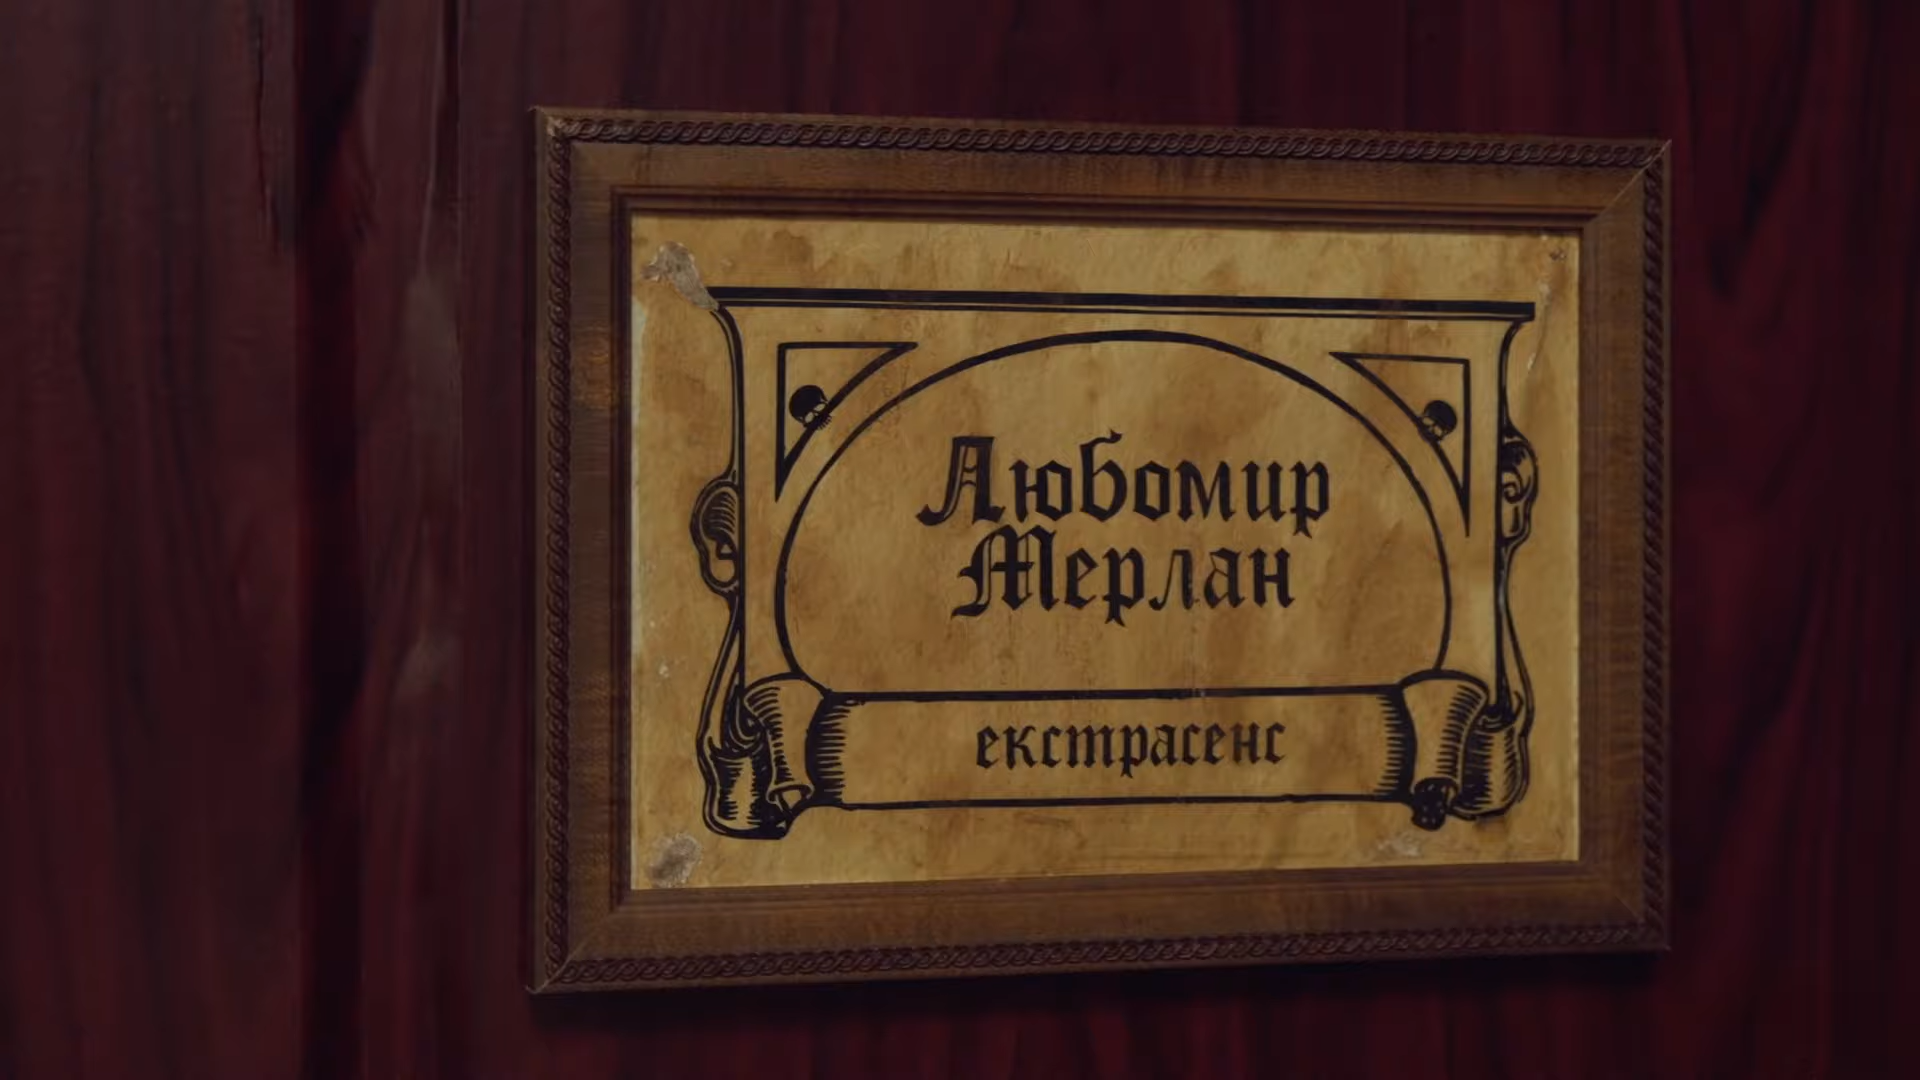 Любомир
Мерлан
екстрасенс